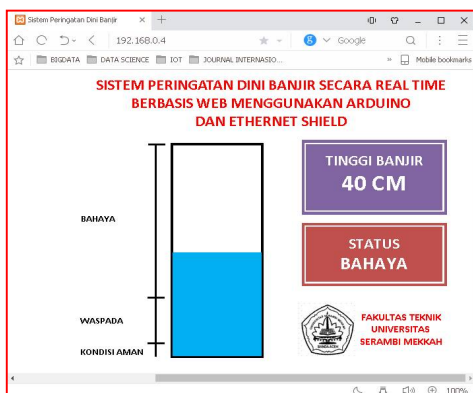 Sistem Peringatan Dini Banjir
192.168.0.4
Google
BIGDATA
DATA SCIENCE
IOT
JOURNAL INTERNASIO...
Mobile bookmarks
SISTEM PERINGATAN DINI BANJIR SECARA REAL TIME
BERBASIS WEB MENGGUNAKAN ARDUINO
DAN ETHERNET SHIELD
TINGGI BANJIR
40 CM
BAHAYA
STATUS
BAHAYA
WASPADA
KONDISI AMAN
FAKULTAS TEKNIK
UNIVERSITAS
SERAMBI MEKKAH
100%